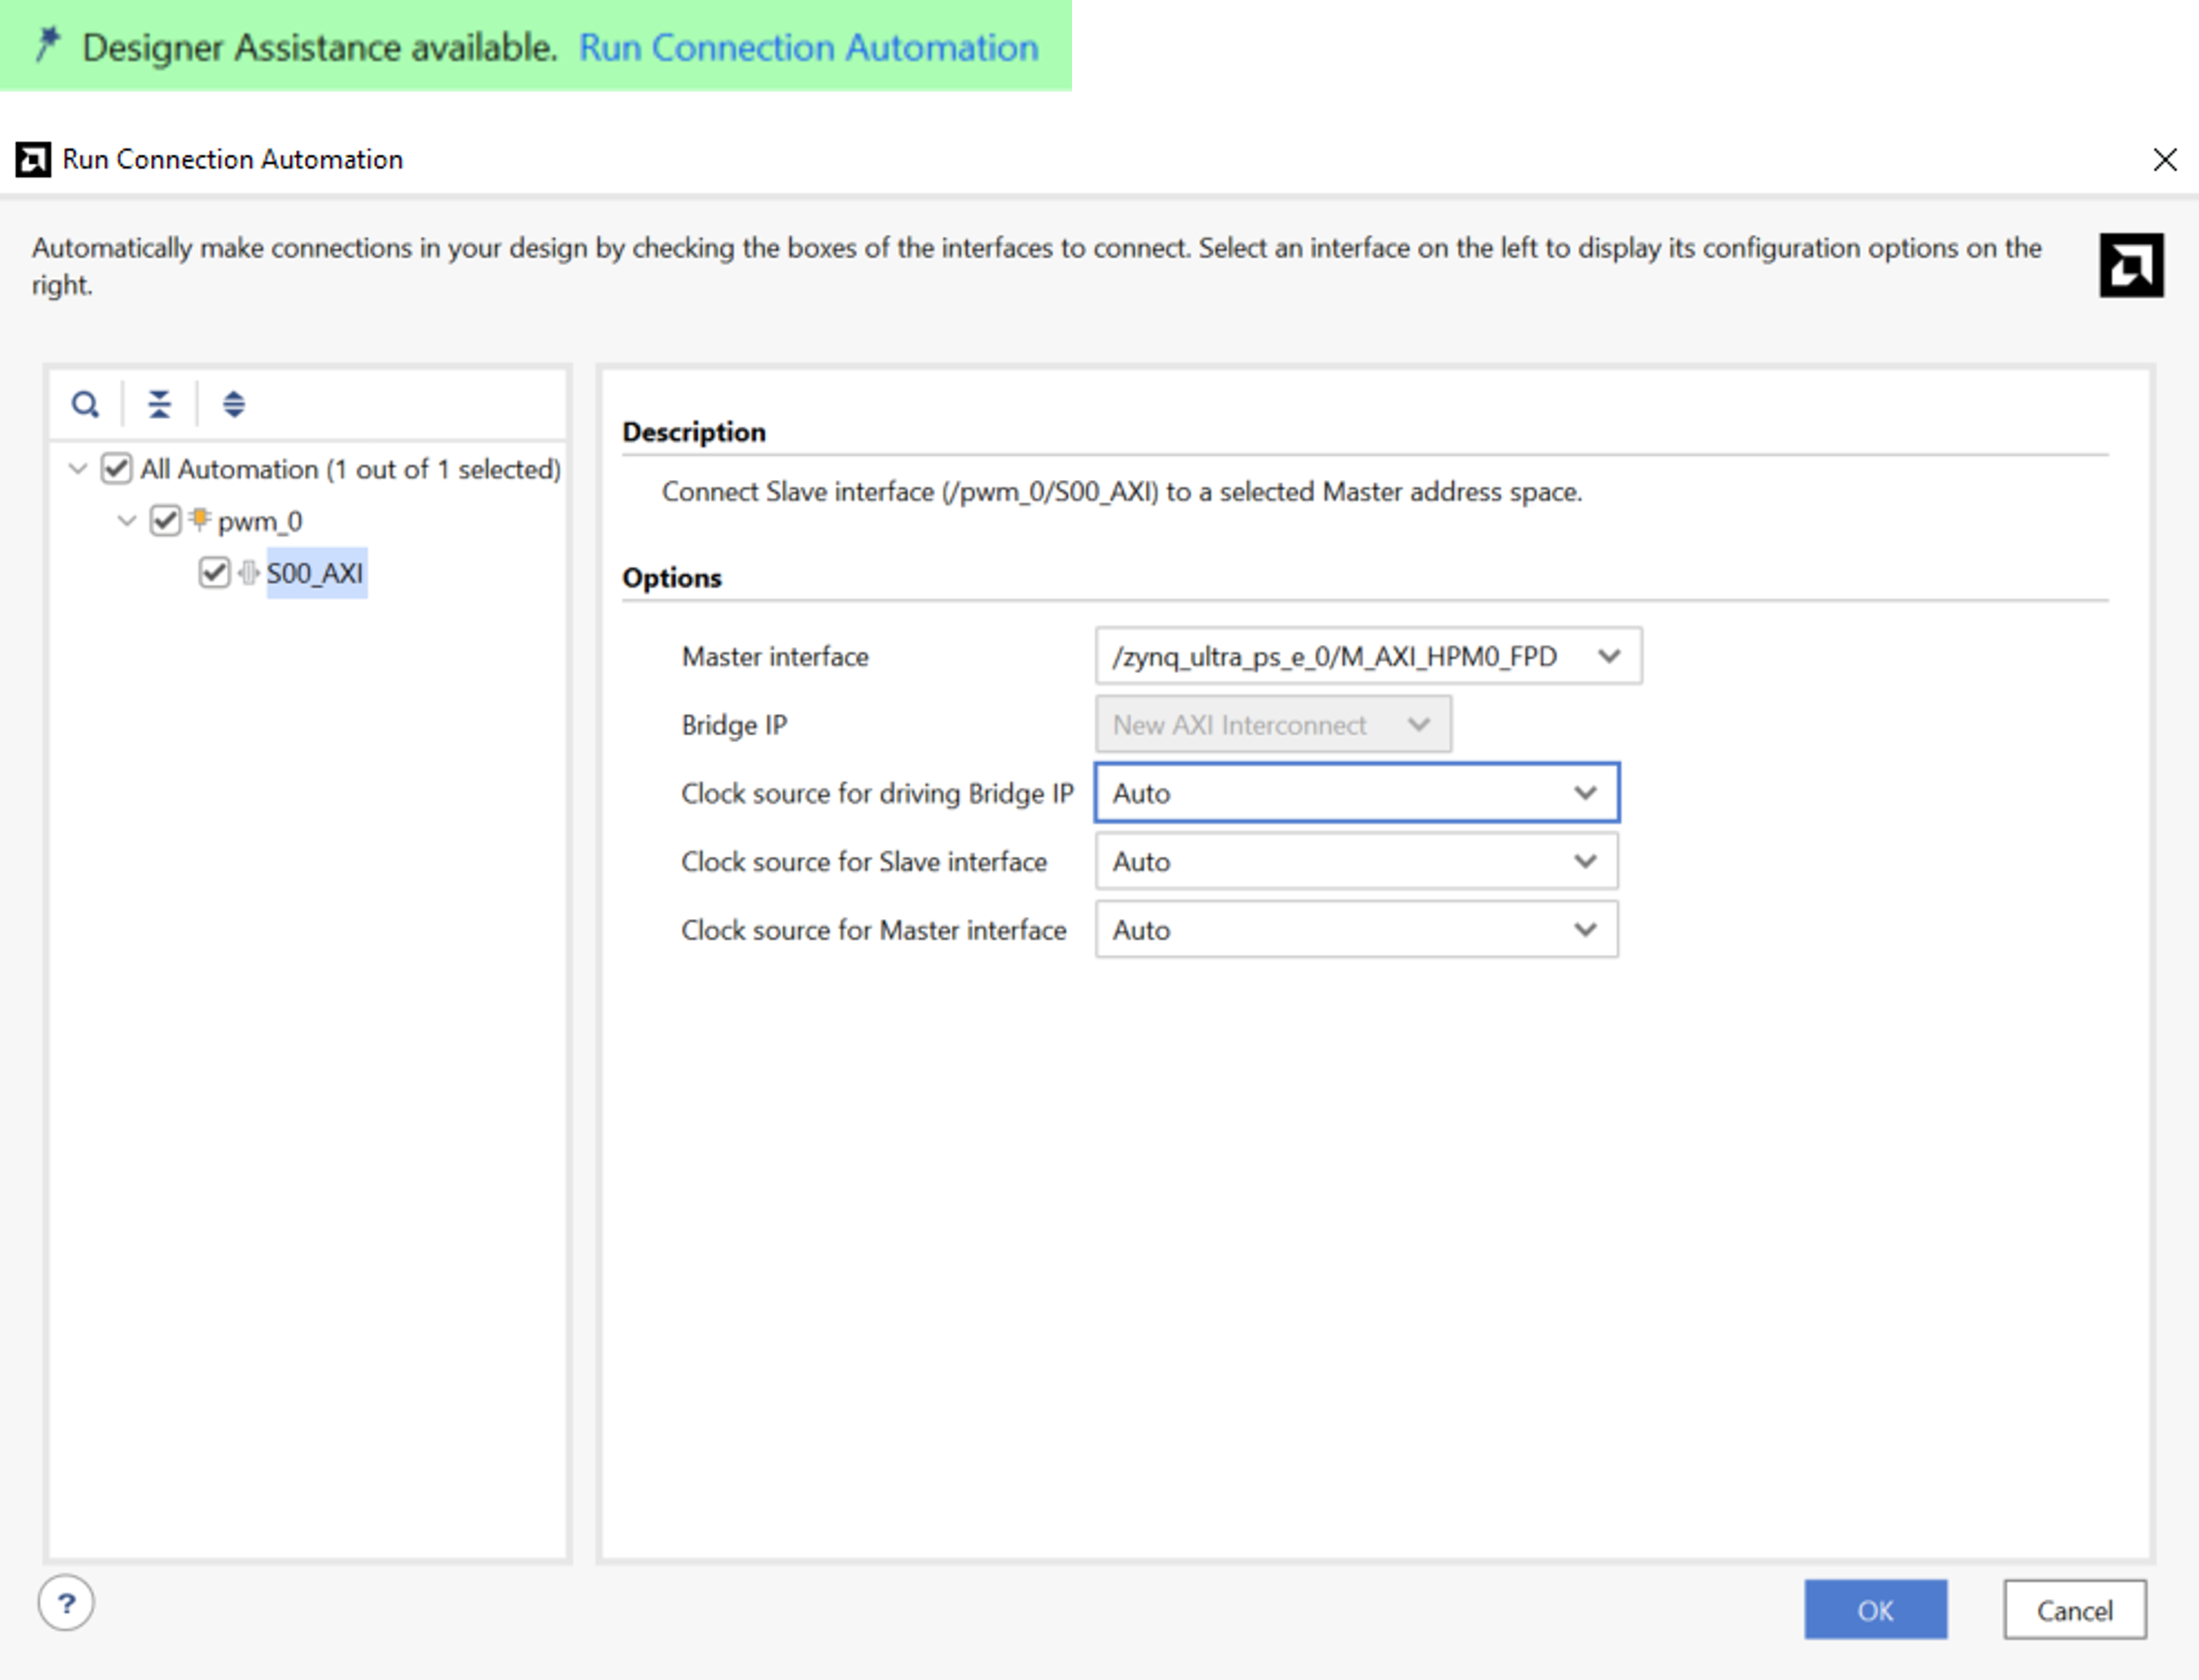 Designer Assistance available. Run Connection Automation
Run Connection Automation
Automatically make connections in your design by checking the boxes of the interfaces to connect. Select an interface on the left to display its configuration options on the
right.
All Automation (1 out of 1 selected)
pwm_0
S00_AXI
Description
Connect Slave interface (/pwm_0/S00_AXI) to a selected Master address space.
Options
Master interface /zynq_ultra_ps_e_0/M_AXI_HPM0_FPD
Bridge IP New AXI Interconnect
Clock source for driving Bridge IP Auto
Clock source for Slave interface Auto
Clock source for Master interface Auto
? OK Cancel